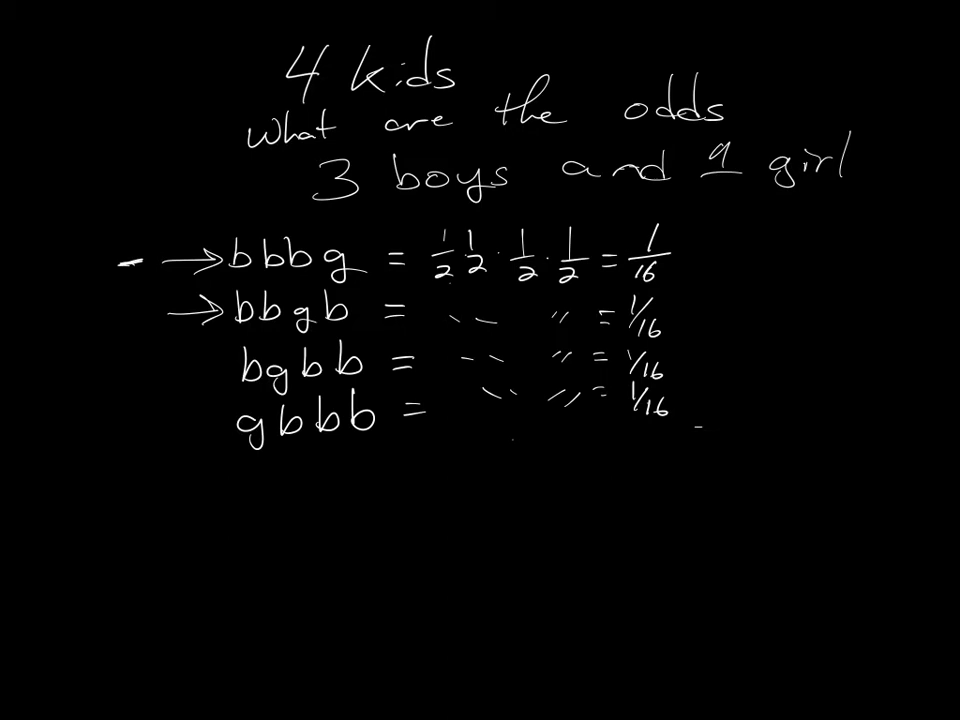 4 kids
what are the odds
3 boys and a girl
bbbg = 1/2 1/2 · 1/2 · 1/2 = 1/16
bbgb = " " = 1/16
bgbb = " " = 1/16
gbbb = " " = 1/16